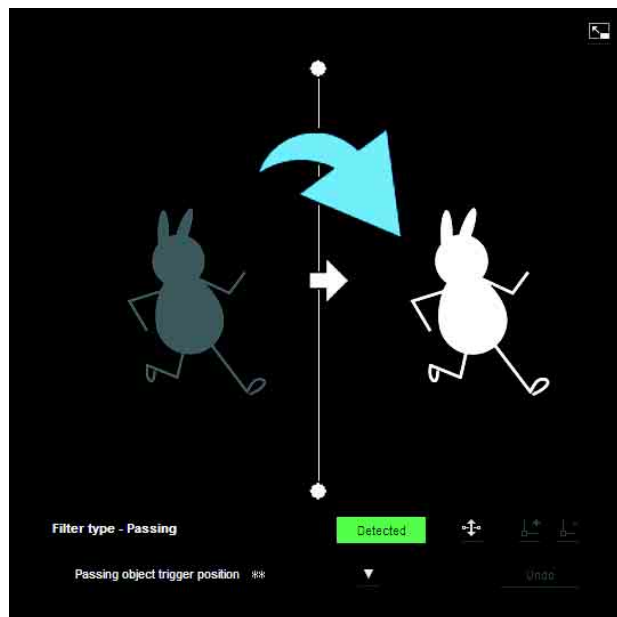 Filter type - Passing Detected
Passing object trigger position ** Undo